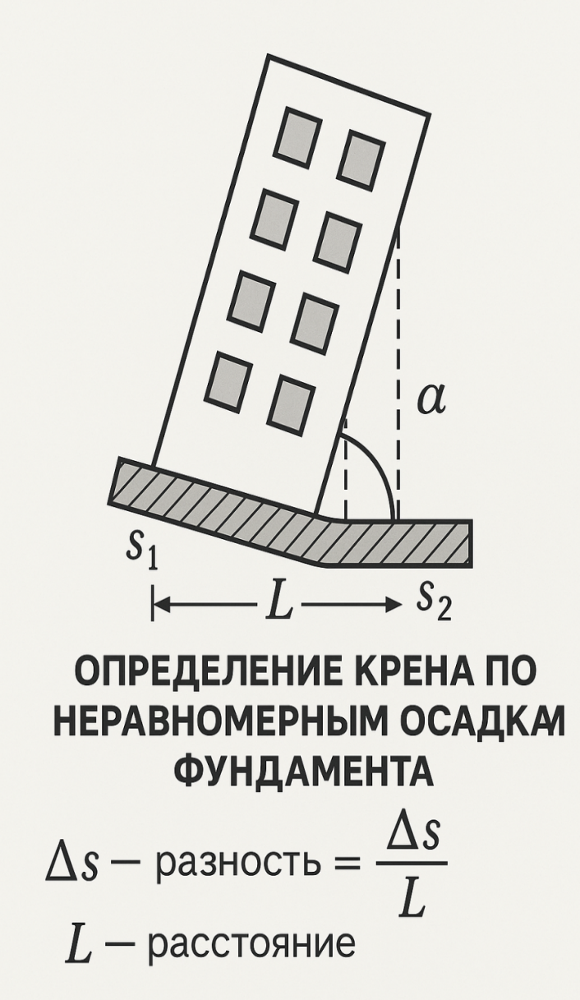 α
s₁
L
s₂
ОПРЕДЕЛЕНИЕ КРЕНА ПО
НЕРАВНОМЕРНЫМ ОСАДКАМ
ФУНДАМЕНТА
Δs — разность = Δs/L
L — расстояние